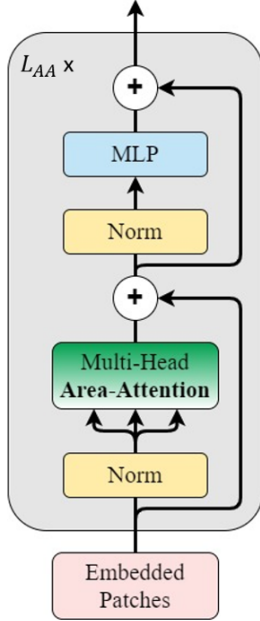 L_AA x
+
MLP
Norm
+
Multi-Head
Area-Attention
Norm
Embedded
Patches